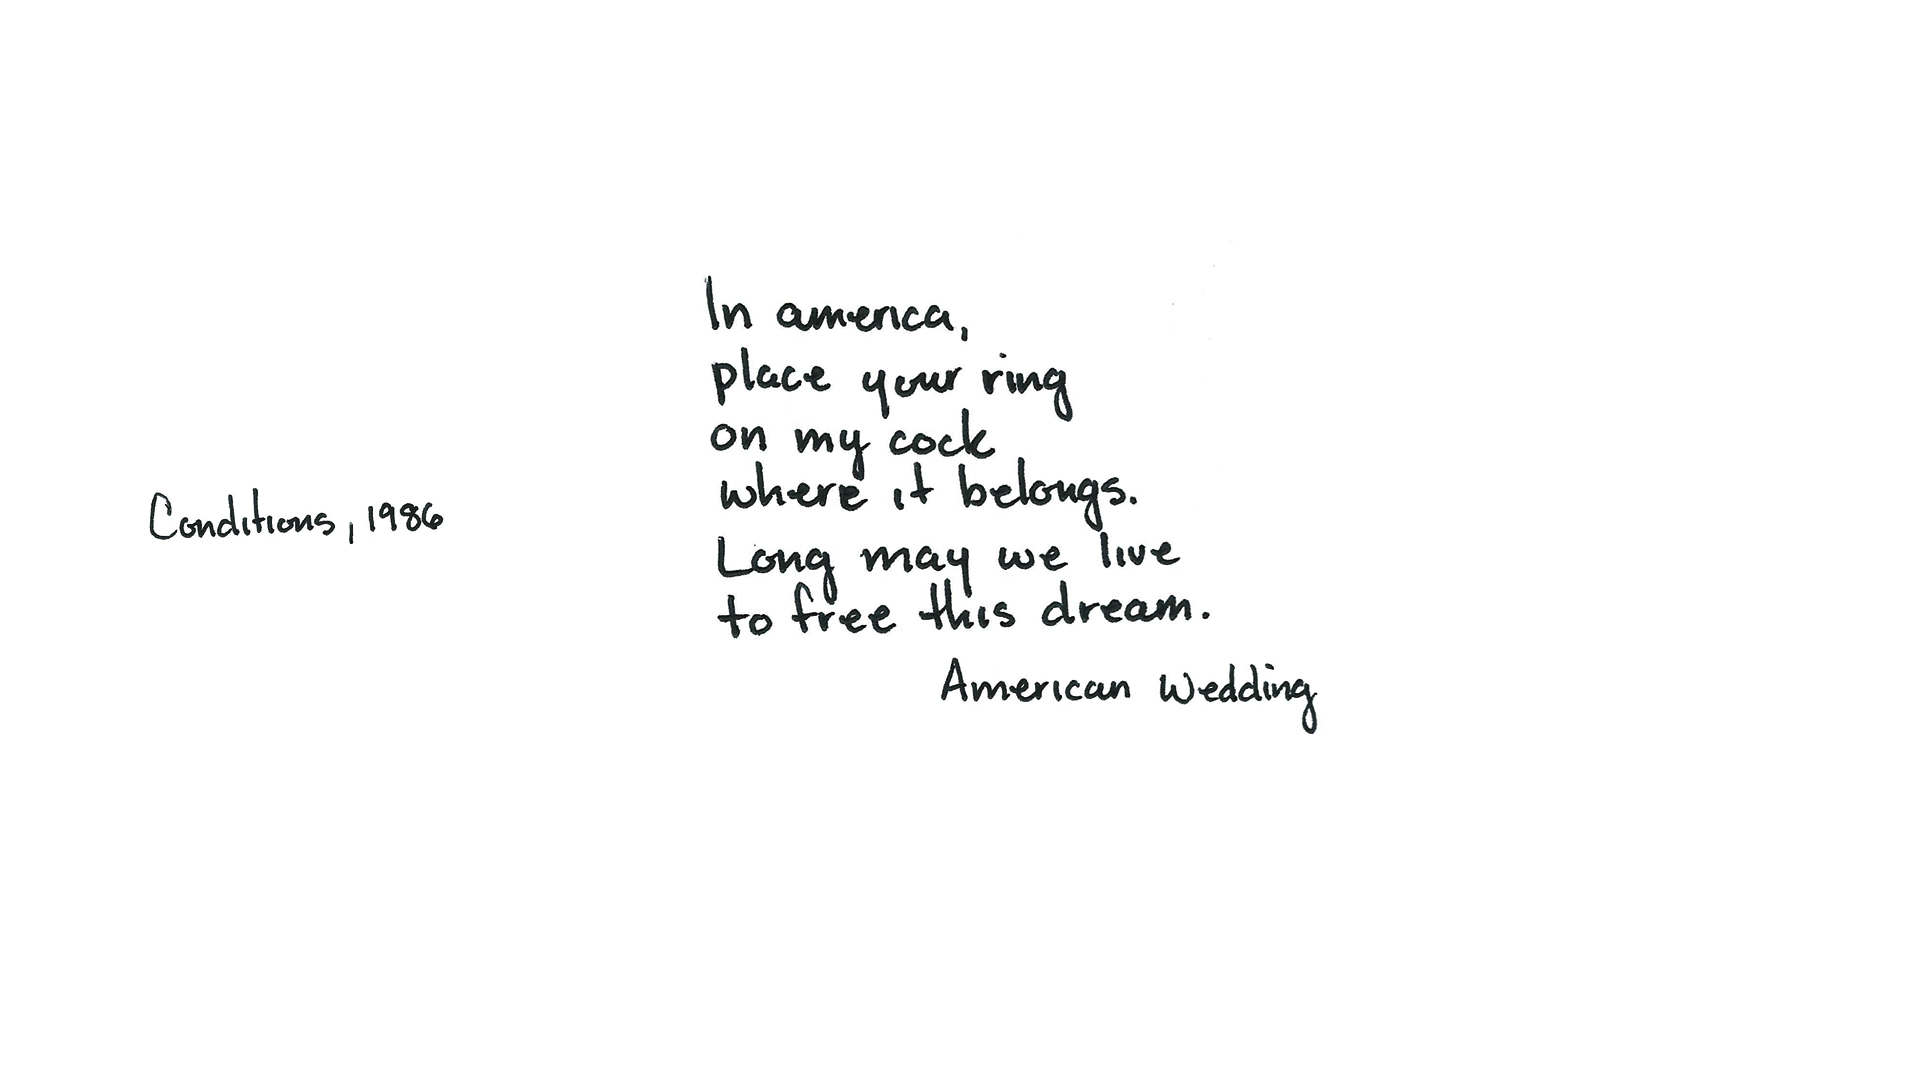 Conditions, 1986
In america,
place your ring
on my cock
where it belongs.
Long may we live
to free this dream.
American Wedding